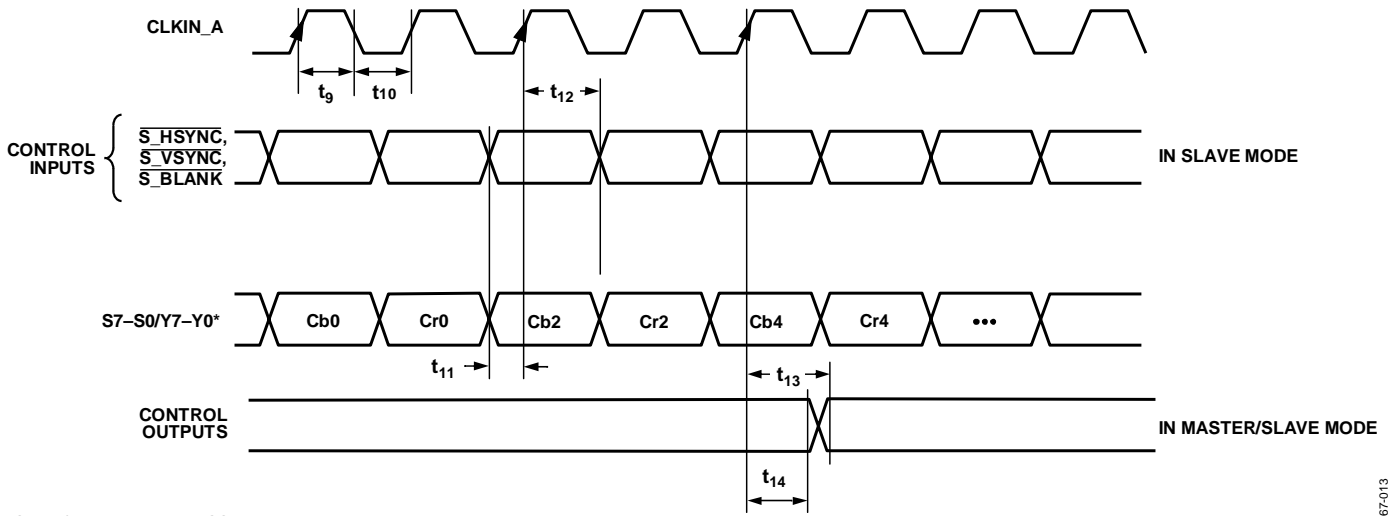 CLKIN_A
t9 t10 t12
CONTROL INPUTS
S_HSYNC,
S_VSYNC,
S_BLANK
IN SLAVE MODE
S7–S0/Y7–Y0*
Cb0 Cr0 Cb2 Cr2 Cb4 Cr4 •••
t11
t13
CONTROL OUTPUTS
IN MASTER/SLAVE MODE
t14
67-013